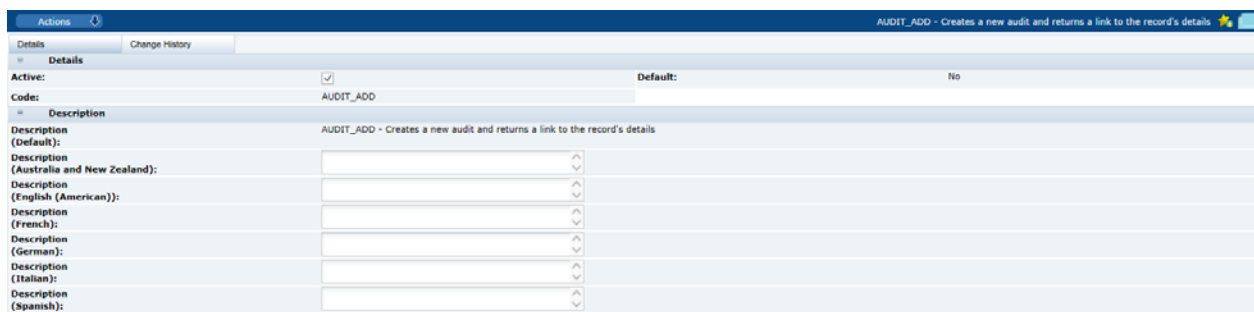 Actions
AUDIT_ADD - Creates a new audit and returns a link to the record's details
Details Change History
Details
Active: Default: No
Code: AUDIT_ADD
Description
Description AUDIT_ADD - Creates a new audit and returns a link to the record's details
(Default):
Description
(Australia and New Zealand):
Description
(English (American)):
Description
(French):
Description
(German):
Description
(Italian):
Description
(Spanish):